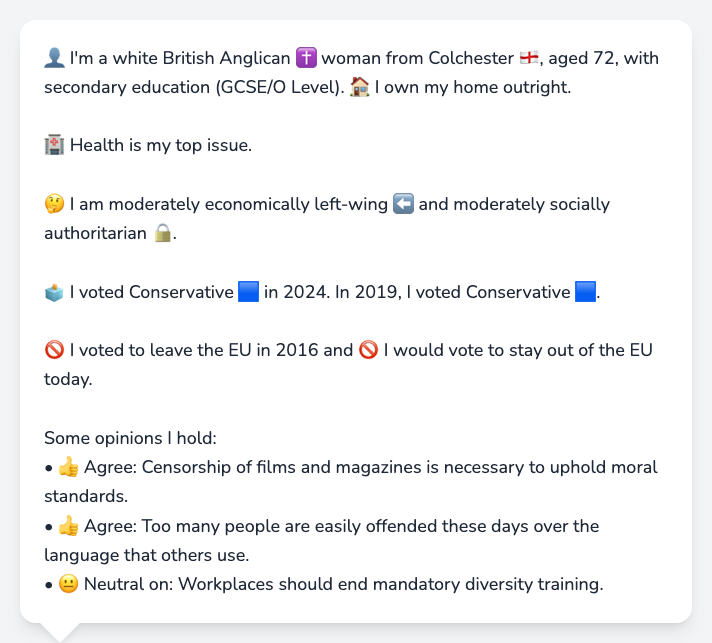 👤 I'm a white British Anglican ✝️ woman from Colchester 🏴󠁧󠁢󠁥󠁮󠁧󠁿, aged 72, with
secondary education (GCSE/O Level). 🏠 I own my home outright.
🏥 Health is my top issue.
🤔 I am moderately economically left-wing ⬅️ and moderately socially
authoritarian 🔒.
🗳️ I voted Conservative 🟦 in 2024. In 2019, I voted Conservative 🟦.
🚫 I voted to leave the EU in 2016 and 🚫 I would vote to stay out of the EU
today.
Some opinions I hold:
• 👍 Agree: Censorship of films and magazines is necessary to uphold moral
standards.
• 👍 Agree: Too many people are easily offended these days over the
language that others use.
• 😐 Neutral on: Workplaces should end mandatory diversity training.